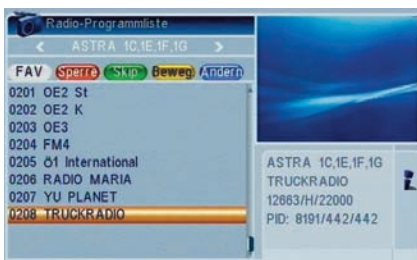 Radio-Programmliste
ASTRA 1C,1E,1F,1G
FAV Sperre Skip Beweg Ändern
0201 OE2 St
0202 OE2 K
0203 OE3
0204 FM4
0205 Ö1 International
0206 RADIO MARIA
0207 YU PLANET
0208 TRUCKRADIO
ASTRA 1C,1E,1F,1G
TRUCKRADIO
12663/H/22000
PID: 8191/442/442